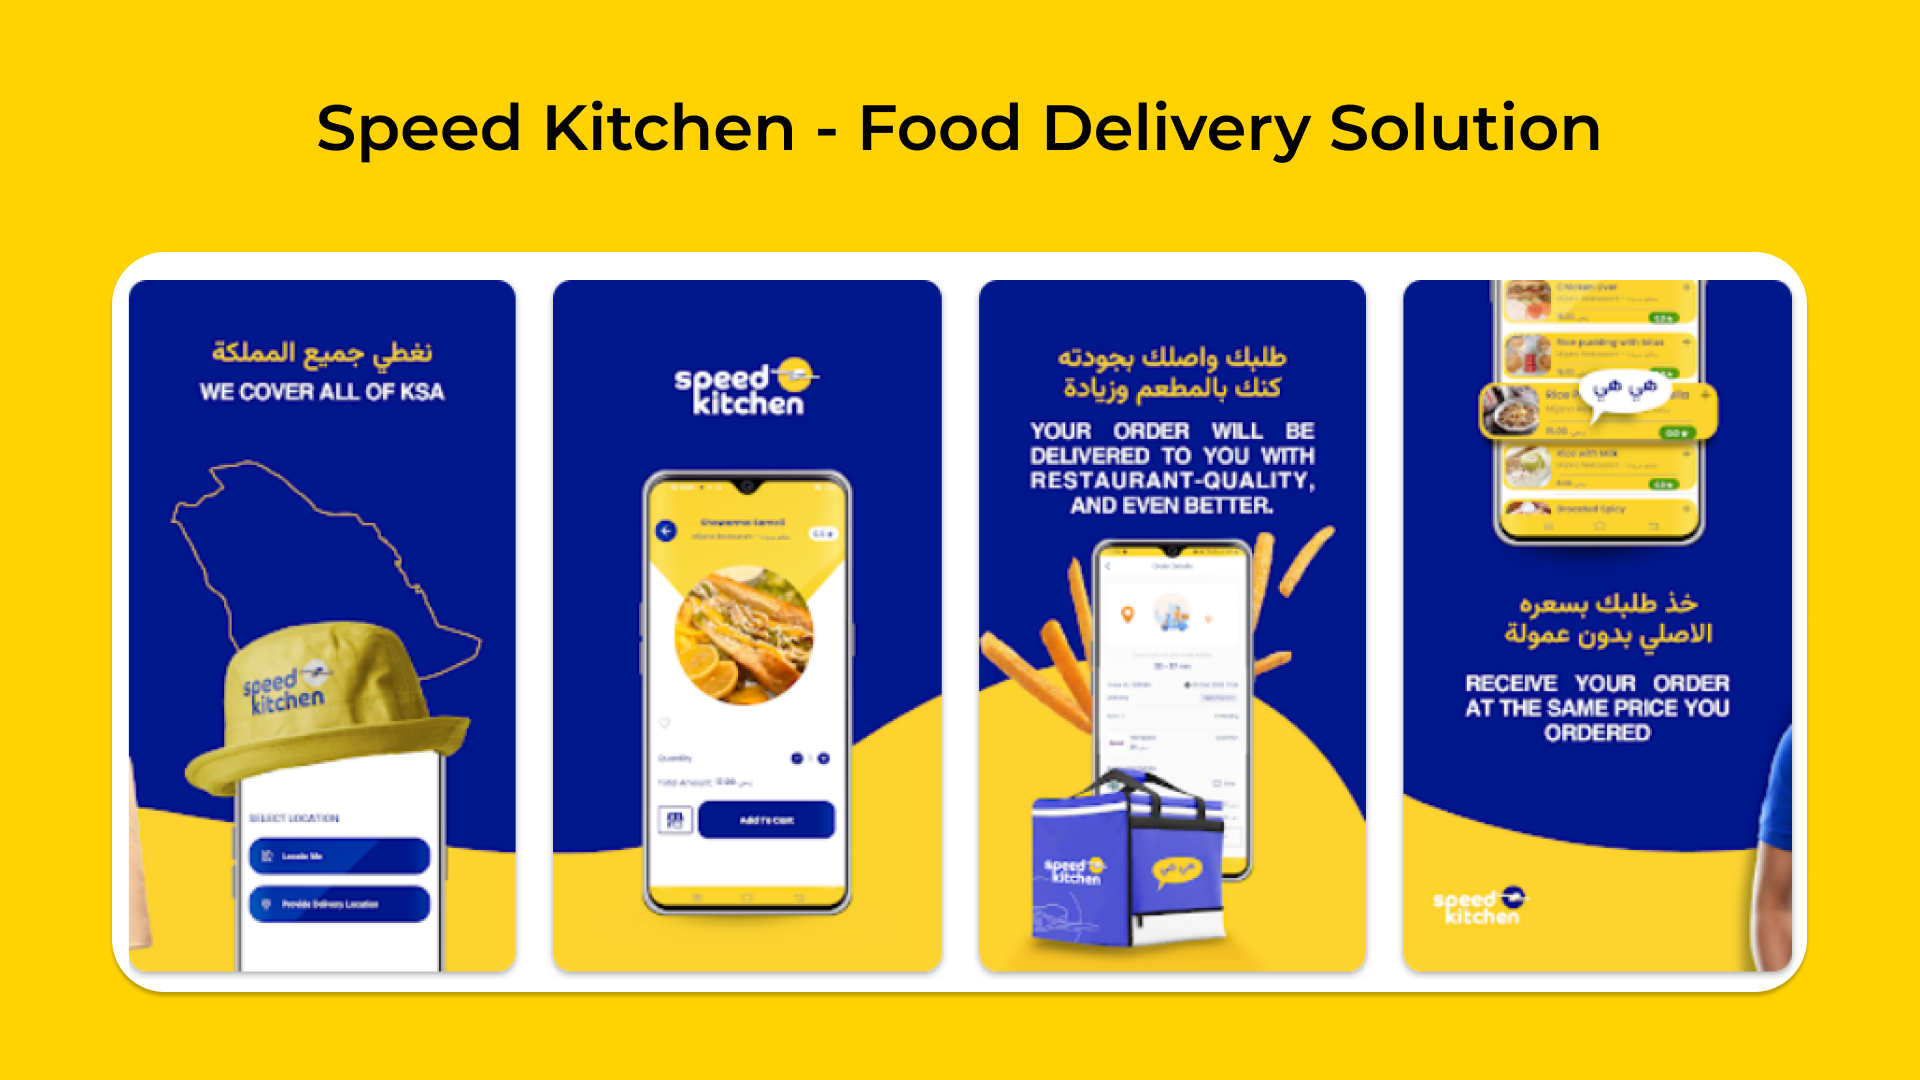 Speed Kitchen - Food Delivery Solution
نغطي جميع المملكة
WE COVER ALL OF KSA
speed
kitchen
SELECT LOCATION
Locate Me
Provide Delivery Location
speed
kitchen
Quantity
Total Amount:
Add To Cart
طلبك واصلك بجودته
كنك بالمطعم وزيادة
YOUR ORDER WILL BE
DELIVERED TO YOU WITH
RESTAURANT-QUALITY,
AND EVEN BETTER.
Order Details
speed
kitchen
هي هي
Rice pudding with lotus
هي هي
Rice
Rice with Milk
Broasted Spicy
خذ طلبك بسعره
الاصلي بدون عمولة
RECEIVE YOUR ORDER
AT THE SAME PRICE YOU
ORDERED
speed
kitchen